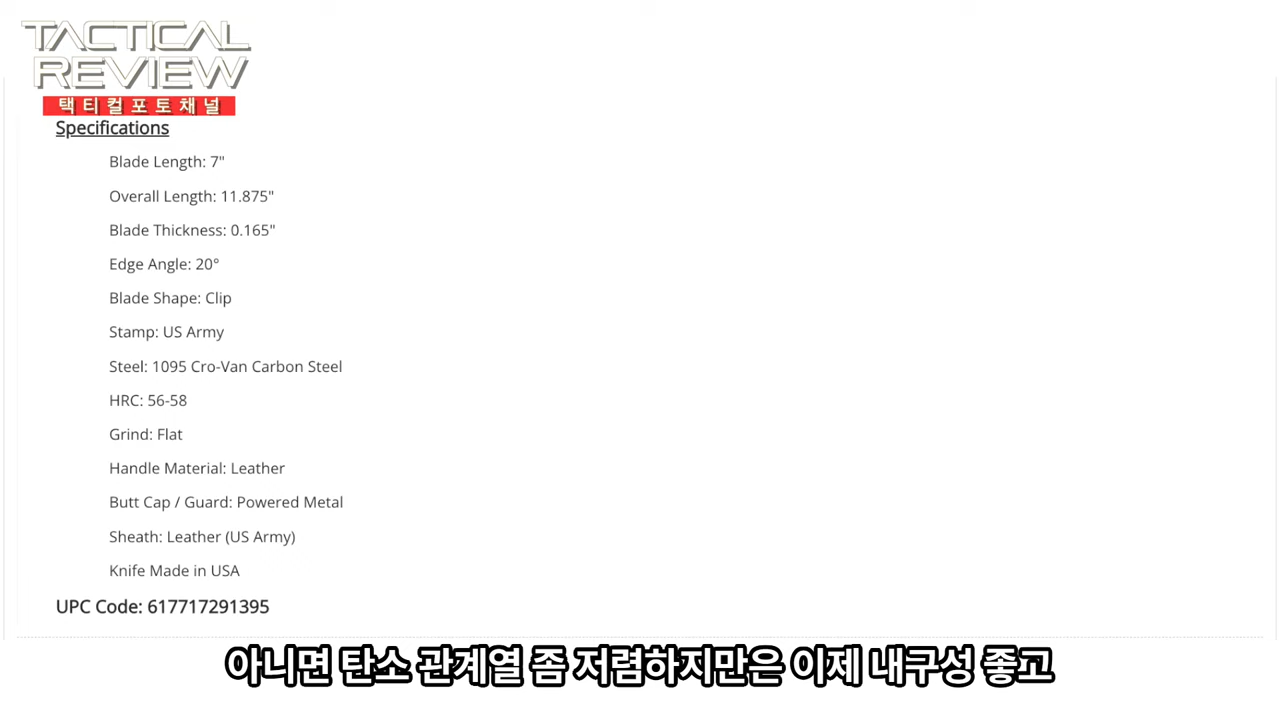 TACTICAL
REVIEW
택티컬포토채널
Specifications
Blade Length: 7"
Overall Length: 11.875"
Blade Thickness: 0.165"
Edge Angle: 20°
Blade Shape: Clip
Stamp: US Army
Steel: 1095 Cro-Van Carbon Steel
HRC: 56-58
Grind: Flat
Handle Material: Leather
Butt Cap / Guard: Powered Metal
Sheath: Leather (US Army)
Knife Made in USA
UPC Code: 617717291395
아니면 탄소 관계열 좀 저렴하지만은 이제 내구성 좋고